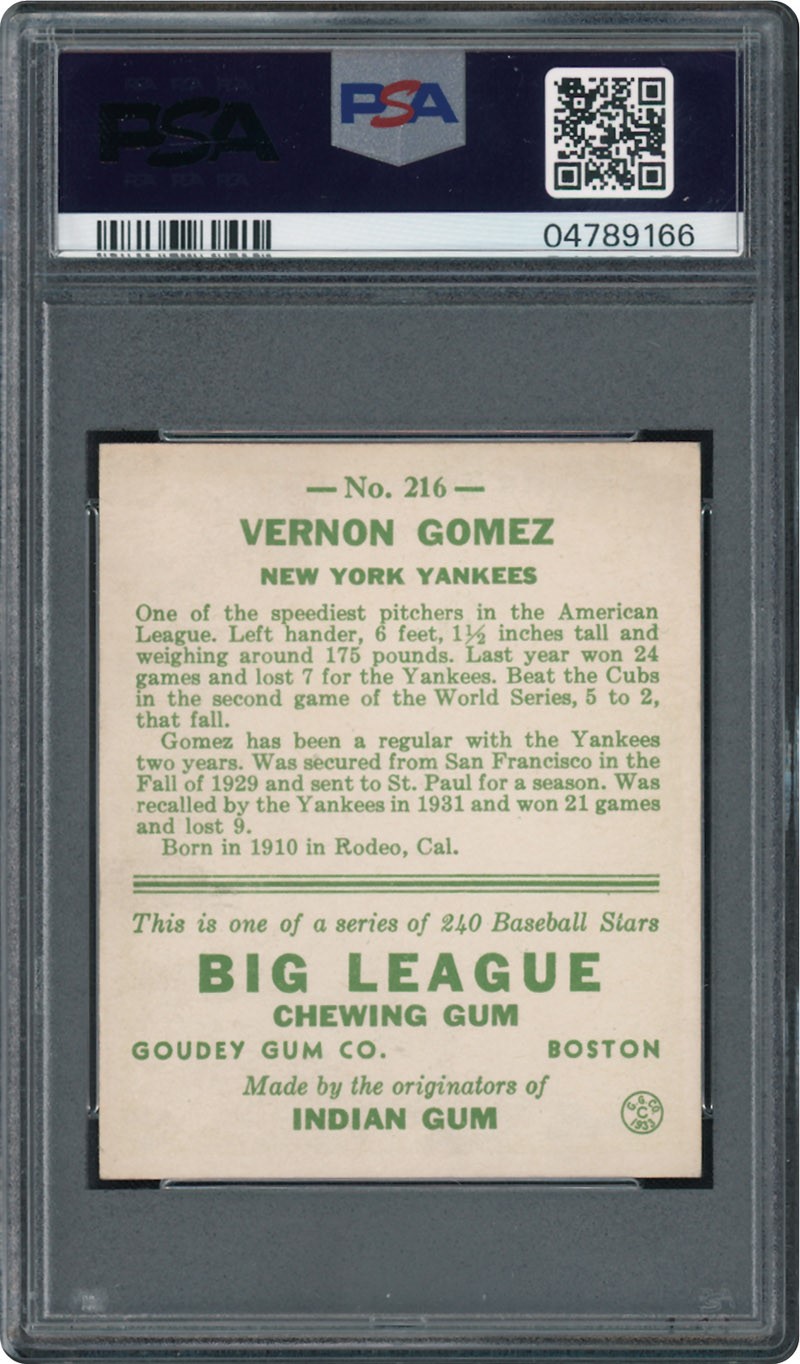 PSA
PSA
04789166
— No. 216 —
VERNON GOMEZ
NEW YORK YANKEES
One of the speediest pitchers in the American
League. Left hander, 6 feet, 1½ inches tall and
weighing around 175 pounds. Last year won 24
games and lost 7 for the Yankees. Beat the Cubs
in the second game of the World Series, 5 to 2,
that fall.
Gomez has been a regular with the Yankees
two years. Was secured from San Francisco in the
Fall of 1929 and sent to St. Paul for a season. Was
recalled by the Yankees in 1931 and won 21 games
and lost 9.
Born in 1910 in Rodeo, Cal.
This is one of a series of 240 Baseball Stars
BIG LEAGUE
CHEWING GUM
GOUDEY GUM CO. BOSTON
Made by the originators of
INDIAN GUM
G. G. CO.
C
1933